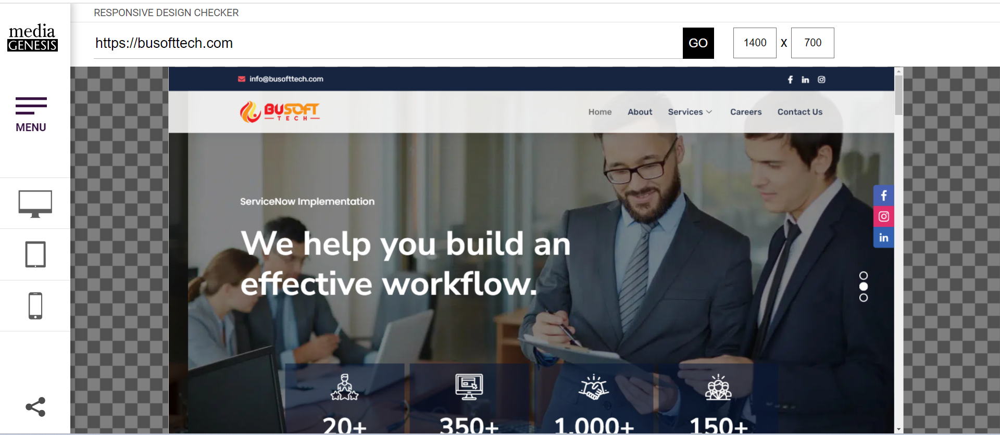 RESPONSIVE DESIGN CHECKER
media
GENESIS
https://busofttech.com
GO
1400 X 700
MENU
info@busofttech.com
BUSOFT
TECH
Home About Services Careers Contact Us
ServiceNow Implementation
We help you build an
effective workflow.
20+ 350+ 1,000+ 150+